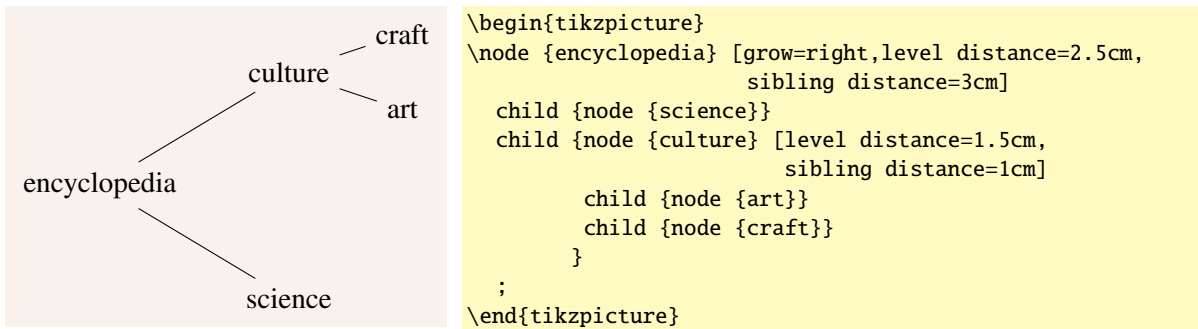 craft
culture
art
encyclopedia
science
\begin{tikzpicture}
\node {encyclopedia} [grow=right,level distance=2.5cm,
                      sibling distance=3cm]
  child {node {science}}
  child {node {culture} [level distance=1.5cm,
                         sibling distance=1cm]
         child {node {art}}
         child {node {craft}}
        }
  ;
\end{tikzpicture}